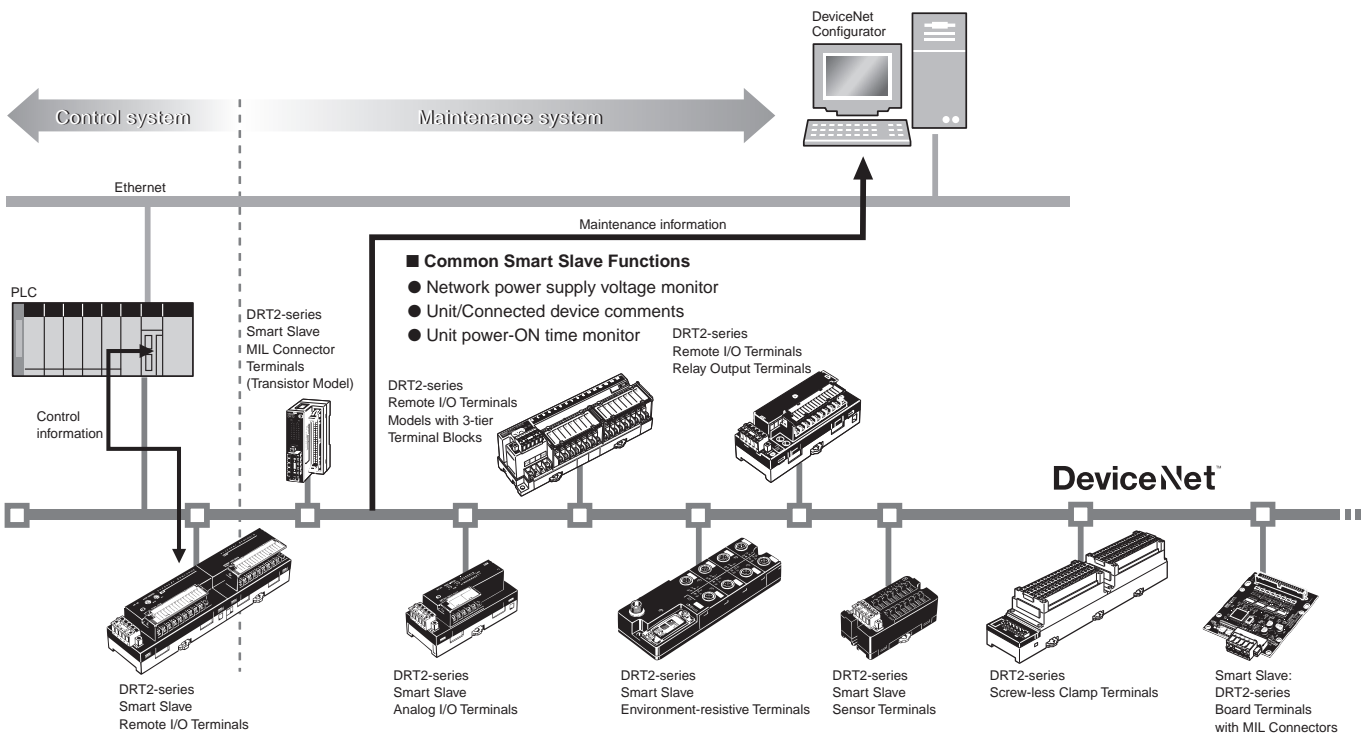 DeviceNet
Configurator
Control system
Maintenance system
Ethernet
Maintenance information
■ Common Smart Slave Functions
● Network power supply voltage monitor
● Unit/Connected device comments
● Unit power-ON time monitor
PLC
DRT2-series
Smart Slave
MIL Connector
Terminals
(Transistor Model)
DRT2-series
Remote I/O Terminals
Relay Output Terminals
DRT2-series
Remote I/O Terminals
Models with 3-tier
Terminal Blocks
Control
information
DeviceNet™
DRT2-series
Smart Slave
Remote I/O Terminals
DRT2-series
Smart Slave
Analog I/O Terminals
DRT2-series
Smart Slave
Environment-resistive Terminals
DRT2-series
Smart Slave
Sensor Terminals
DRT2-series
Screw-less Clamp Terminals
Smart Slave:
DRT2-series
Board Terminals
with MIL Connectors